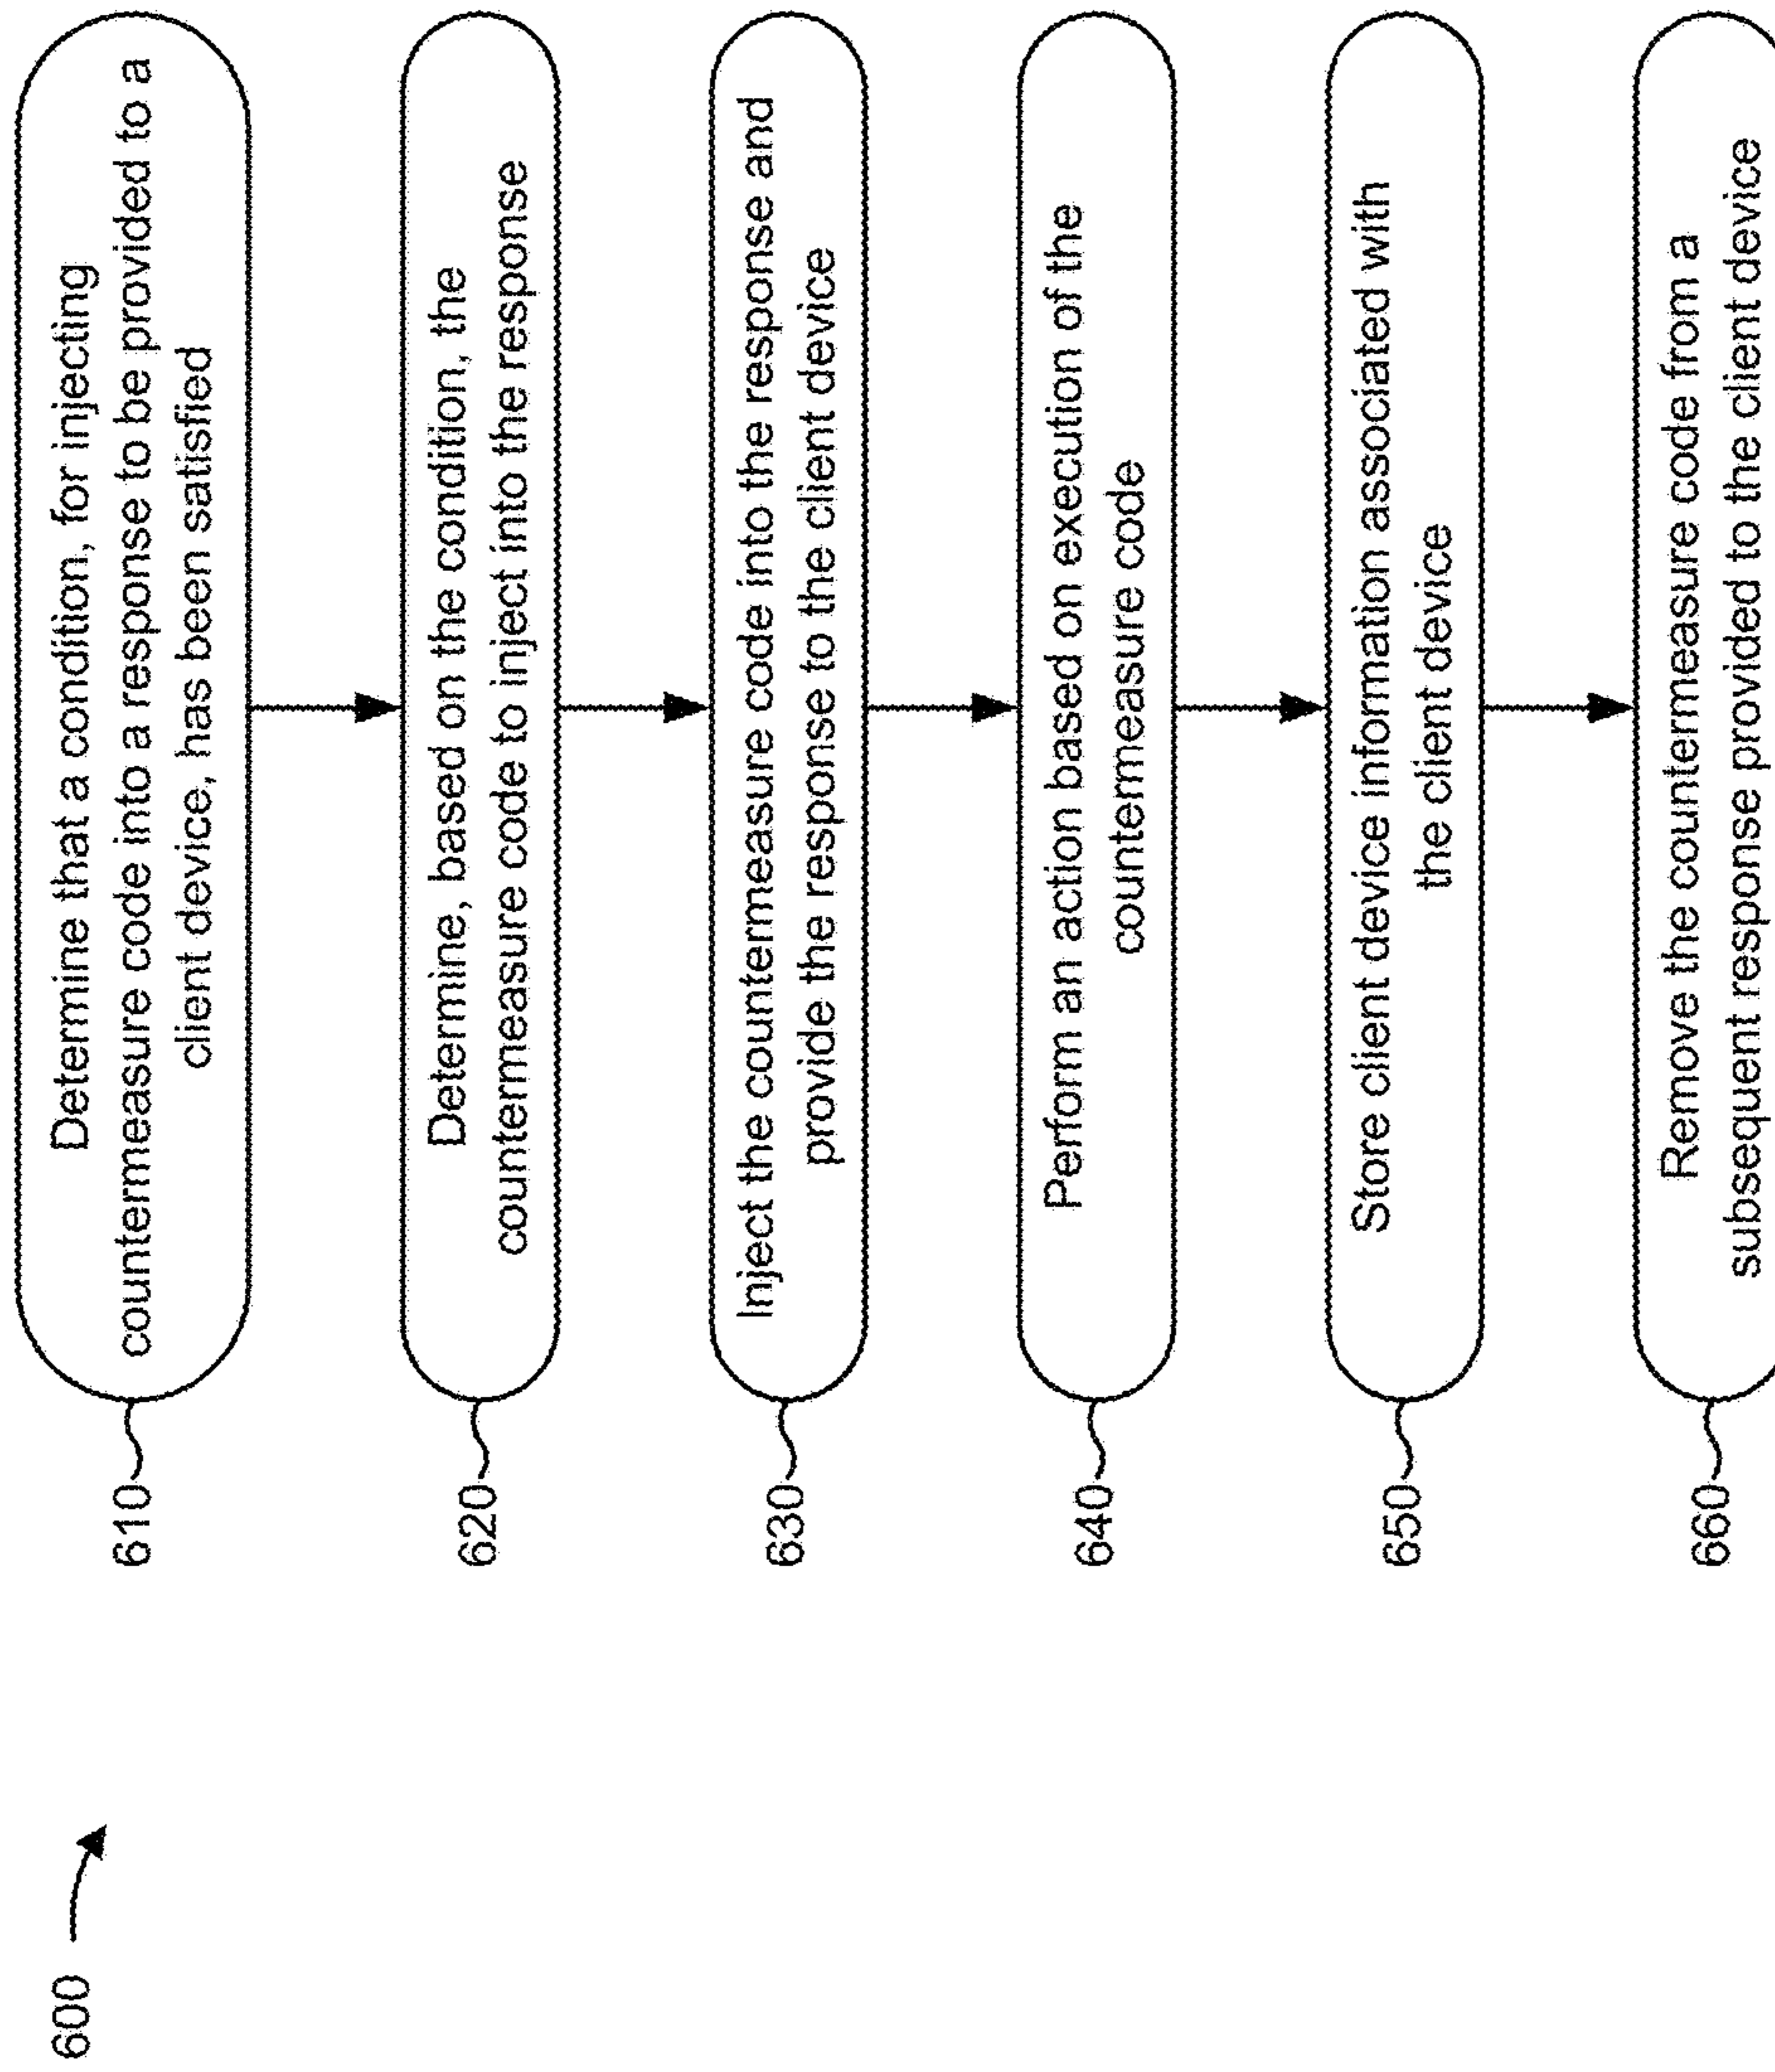 600
610
Determine that a condition, for injecting
countermeasure code into a response to be provided to a
client device, has been satisfied
620
Determine, based on the condition, the
countermeasure code to inject into the response
630
Inject the countermeasure code into the response and
provide the response to the client device
640
Perform an action based on execution of the
countermeasure code
650
Store client device information associated with
the client device
660
Remove the countermeasure code from a
subsequent response provided to the client device